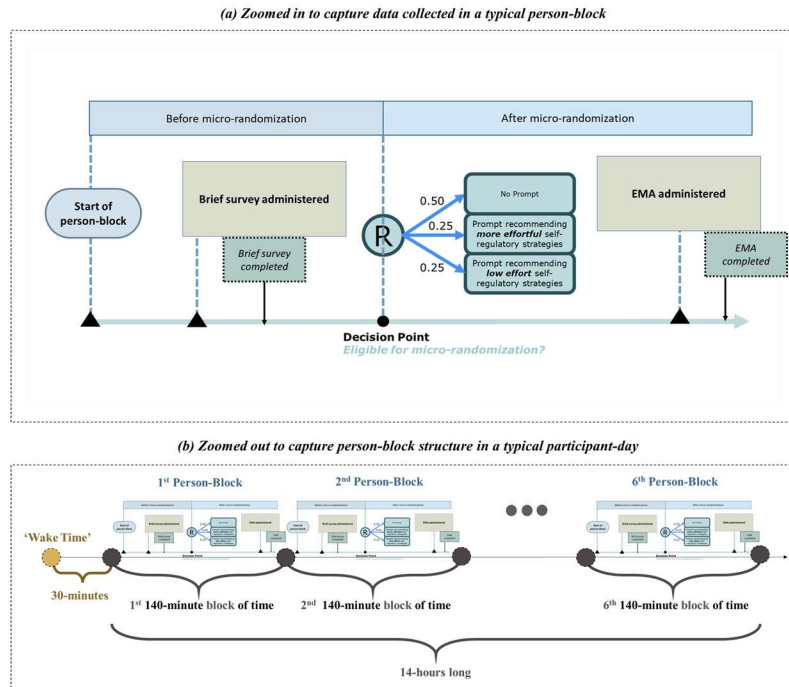 (a) Zoomed in to capture data collected in a typical person-block
Before micro-randomization
After micro-randomization
Start of
person-block
Brief survey administered
Brief survey
completed
R
0.50
0.25
0.25
No Prompt
Prompt recommending
more effortful self-
regulatory strategies
Prompt recommending
low effort self-
regulatory strategies
EMA administered
EMA
completed
Decision Point
Eligible for micro-randomization?
(b) Zoomed out to capture person-block structure in a typical participant-day
1st Person-Block
2nd Person-Block
6th Person-Block
'Wake Time'
30-minutes
1st 140-minute block of time
2nd 140-minute block of time
6th 140-minute block of time
14-hours long